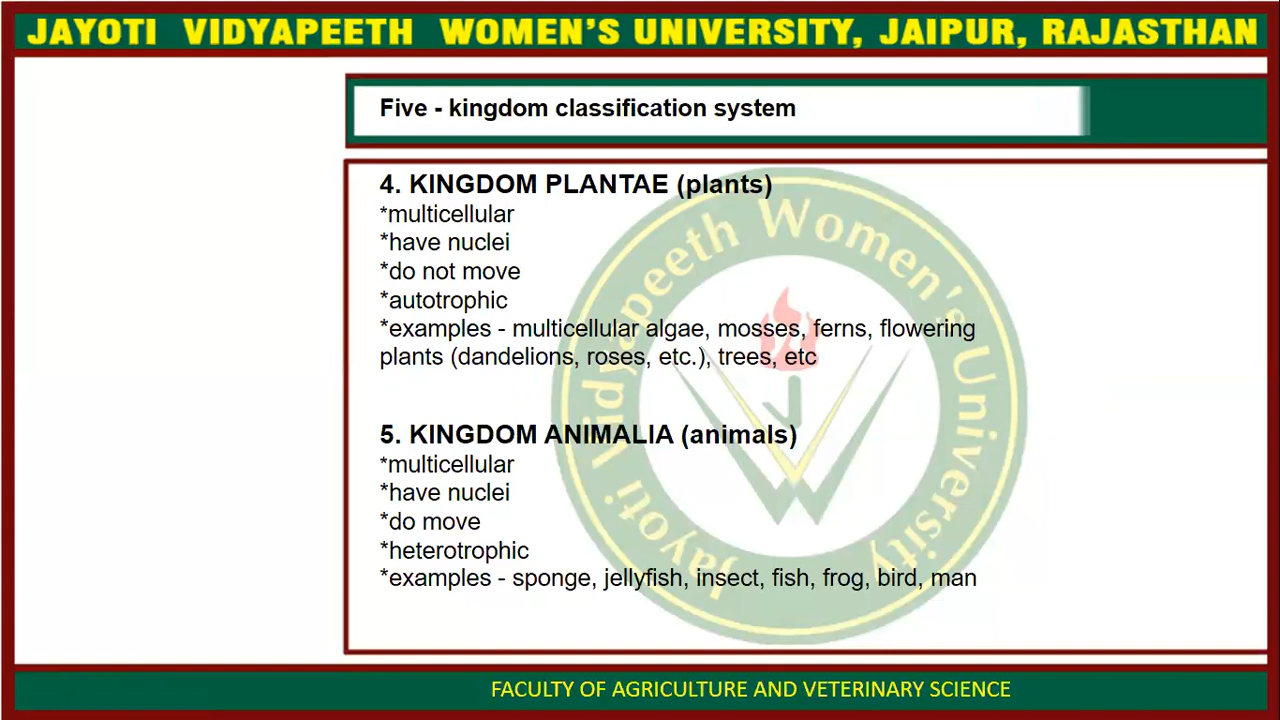 JAYOTI VIDYAPEETH WOMEN'S UNIVERSITY, JAIPUR, RAJASTHAN
Five - kingdom classification system
4. KINGDOM PLANTAE (plants)
*multicellular
*have nuclei
*do not move
*autotrophic
*examples - multicellular algae, mosses, ferns, flowering
plants (dandelions, roses, etc.), trees, etc
5. KINGDOM ANIMALIA (animals)
*multicellular
*have nuclei
*do move
*heterotrophic
*examples - sponge, jellyfish, insect, fish, frog, bird, man
Jayoti Vidyapeeth Women's University
FACULTY OF AGRICULTURE AND VETERINARY SCIENCE